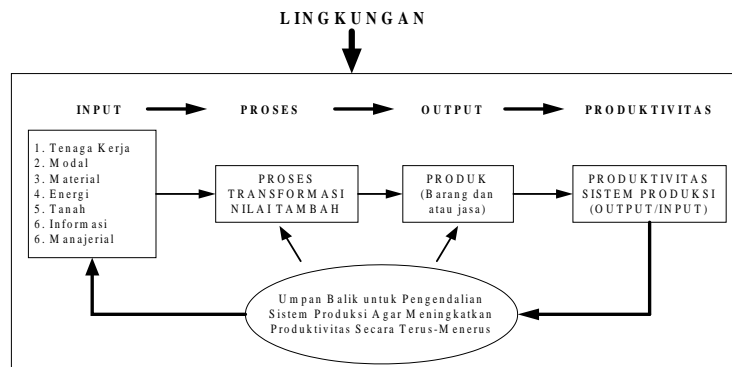 LINGKUNGAN
INPUT
PROSES
OUTPUT
PRODUKTIVITAS
1. Tenaga Kerja
2. Modal
3. Material
4. Energi
5. Tanah
6. Informasi
6. Manajerial
PROSES
TRANSFORMASI
NILAI TAMBAH
PRODUK
(Barang dan
atau jasa)
PRODUKTIVITAS
SISTEM PRODUKSI
(OUTPUT/INPUT)
Umpan Balik untuk Pengendalian
Sistem Produksi Agar Meningkatkan
Produktivitas Secara Terus-Menerus